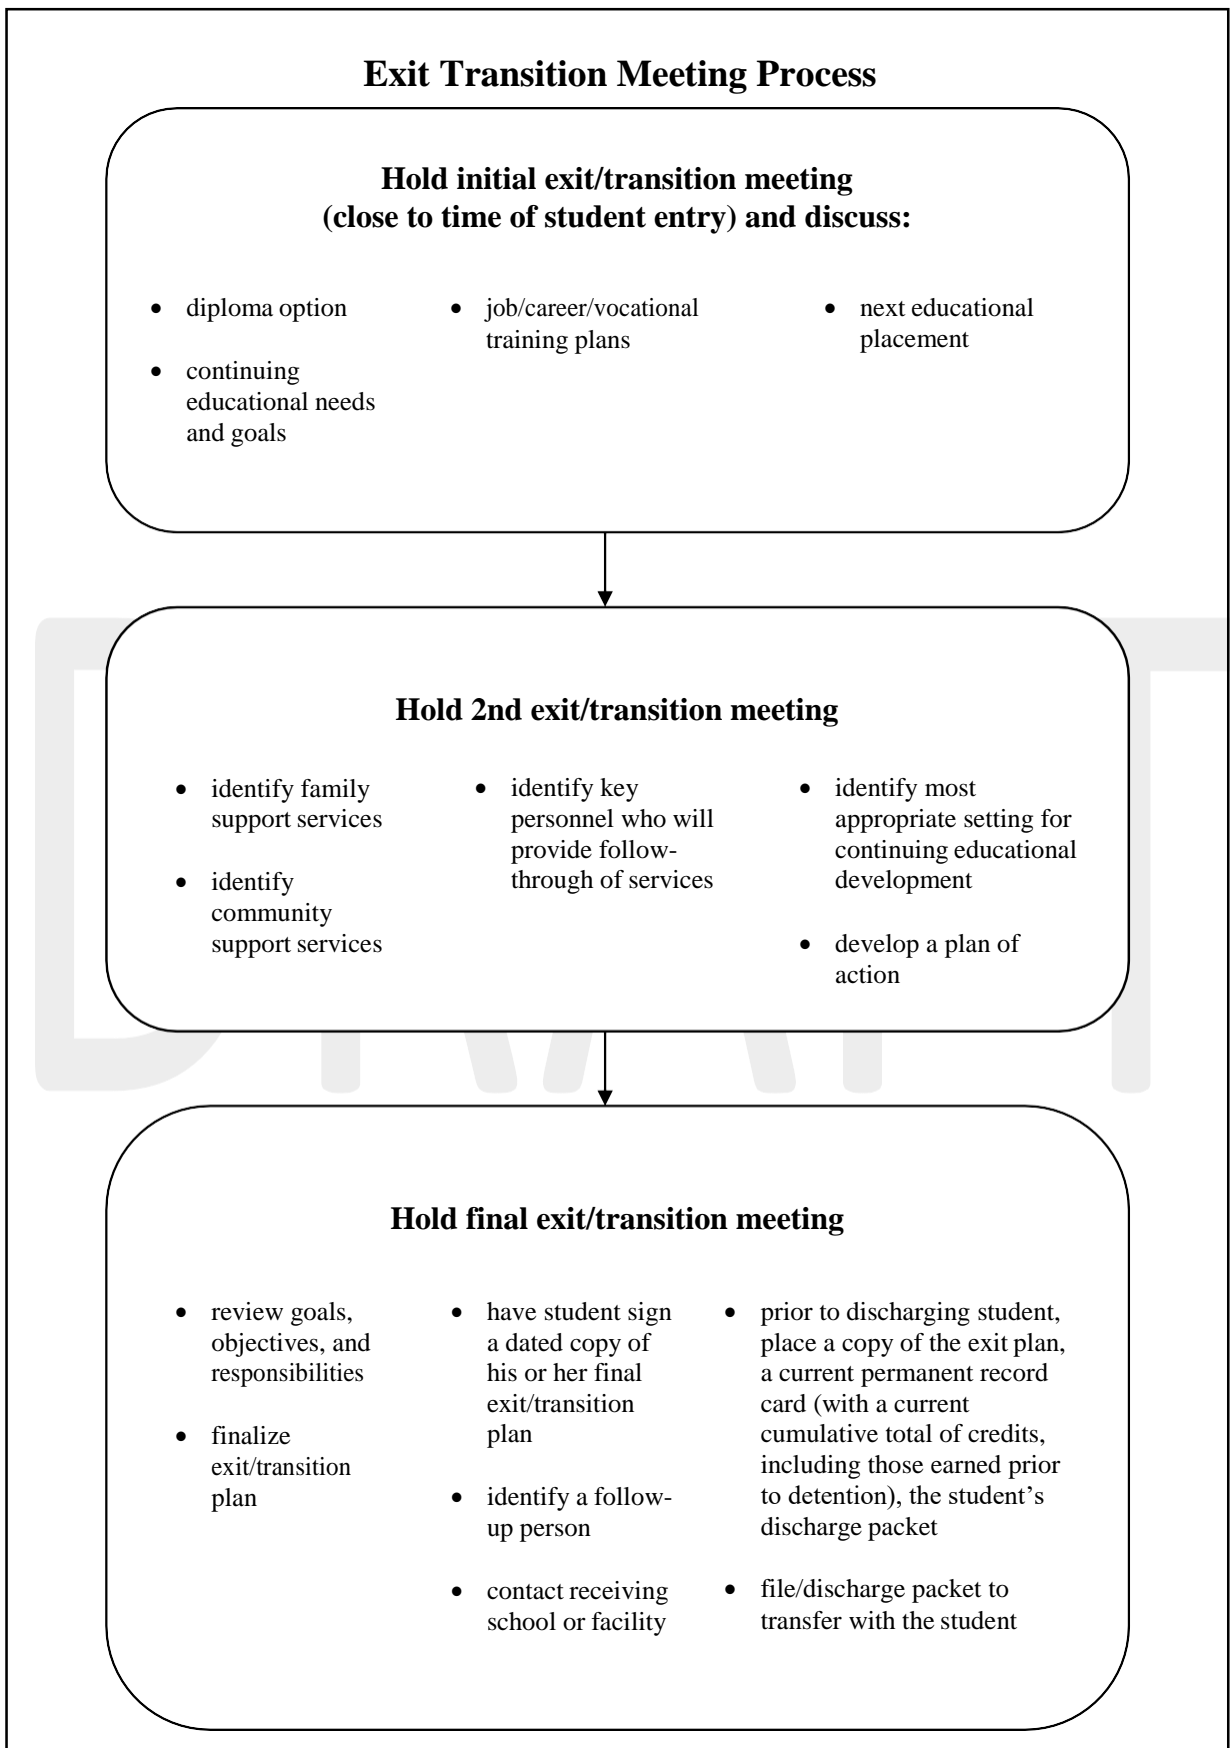 Exit Transition Meeting Process
Hold initial exit/transition meeting
(close to time of student entry) and discuss:
• diploma option
• continuing
educational needs
and goals
• job/career/vocational
training plans
• next educational
placement
Hold 2nd exit/transition meeting
• identify family
support services
• identify
community
support services
• identify key
personnel who will
provide follow-
through of services
• identify most
appropriate setting for
continuing educational
development
• develop a plan of
action
Hold final exit/transition meeting
• review goals,
objectives, and
responsibilities
• finalize
exit/transition
plan
• have student sign
a dated copy of
his or her final
exit/transition
plan
• identify a follow-
up person
• contact receiving
school or facility
• prior to discharging student,
place a copy of the exit plan,
a current permanent record
card (with a current
cumulative total of credits,
including those earned prior
to detention), the student’s
discharge packet
• file/discharge packet to
transfer with the student
DRAFT